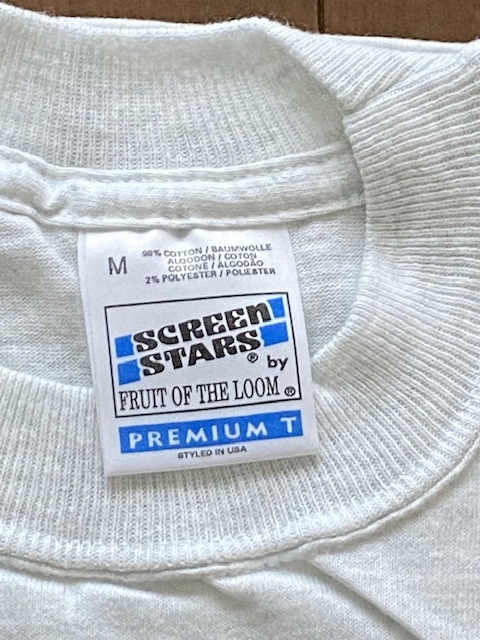 M
98% COTTON / BAUMWOLLE
ALGODON / COTON
COTONE / ALGODÃO
2% POLYESTER / POLIESTER
SCREEN
STARS® by
FRUIT OF THE LOOM®
PREMIUM T
STYLED IN USA